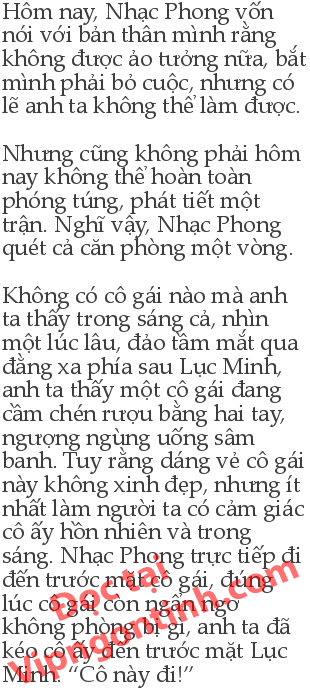 Hôm nay, Nhạc Phong vốn
nói với bản thân mình rằng
không được ảo tưởng nữa, bắt
mình phải bỏ cuộc, nhưng có
lẽ anh ta không thể làm được.
Nhưng cũng không phải hôm
nay không thể hoàn toàn
phóng túng, phát tiết một
trận. Nghĩ vậy, Nhạc Phong
quét cả căn phòng một vòng.
Không có cô gái nào mà anh
ta thấy trong sáng cả, nhìn
một lúc lâu, đảo tầm mắt qua
đằng xa phía sau Lục Minh,
anh ta thấy một cô gái đang
cầm chén rượu bằng hai tay,
ngượng ngùng uống sâm
banh. Tuy rằng dáng vẻ cô gái
này không xinh đẹp, nhưng ít
nhất làm người ta có cảm giác
cô ấy hồn nhiên và trong
sáng. Nhạc Phong trực tiếp đi
đến trước mặt cô gái, đúng
lúc cô gái còn ngẩn ngơ
không phòng bị gì, anh ta đã
kéo cô ấy đến trước mặt Lục
Minh. “Cô này đi!”
Đọc tại
Vipngontinh.com